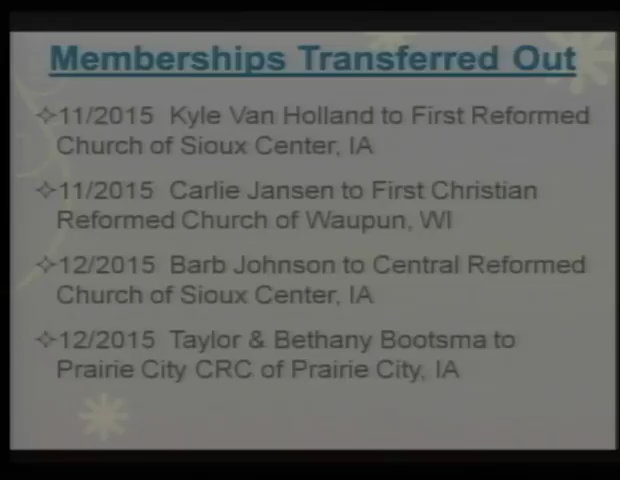 Memberships Transferred Out
✧11/2015 Kyle Van Holland to First Reformed
Church of Sioux Center, IA
✧11/2015 Carlie Jansen to First Christian
Reformed Church of Waupun, WI
✧12/2015 Barb Johnson to Central Reformed
Church of Sioux Center, IA
✧12/2015 Taylor & Bethany Bootsma to
Prairie City CRC of Prairie City, IA